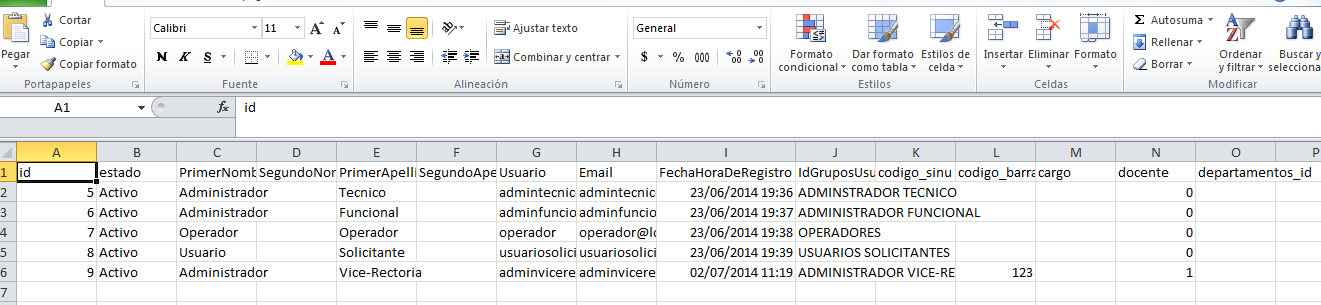 Cortar
Copiar
Copiar formato
Pegar
Portapapeles
Calibri 11 A A
N K S A
Fuente
Ajustar texto
Combinar y centrar
Alineación
General
$ % 000
Número
Formato condicional
Dar formato como tabla
Estilos de celda
Estilos
Insertar Eliminar Formato
Celdas
Σ Autosuma
Rellenar
Borrar
Ordenar y filtrar
Buscar y selecciona
Modificar
A1 fx id
A B C D E F G H I J K L M N O P
1 id estado PrimerNomb SegundoNor PrimerApelli SegundoApe Usuario Email FechaHoraDeRegistro IdGruposUsu codigo_sinu codigo_barra cargo docente departamentos_id
2 5 Activo Administrador Tecnico admintecnic admintecnic 23/06/2014 19:36 ADMINSTRADOR TECNICO 0
3 6 Activo Administrador Funcional adminfuncio adminfuncio 23/06/2014 19:37 ADMINISTRADOR FUNCIONAL 0
4 7 Activo Operador Operador operador operador@lo 23/06/2014 19:38 OPERADORES 0
5 8 Activo Usuario Solicitante usuariosolici usuariosolici 23/06/2014 19:39 USUARIOS SOLICITANTES 0
6 9 Activo Administrador Vice-Rectoria adminvicere adminvicere 02/07/2014 11:19 ADMINISTRADOR VICE-RE 123 1
7